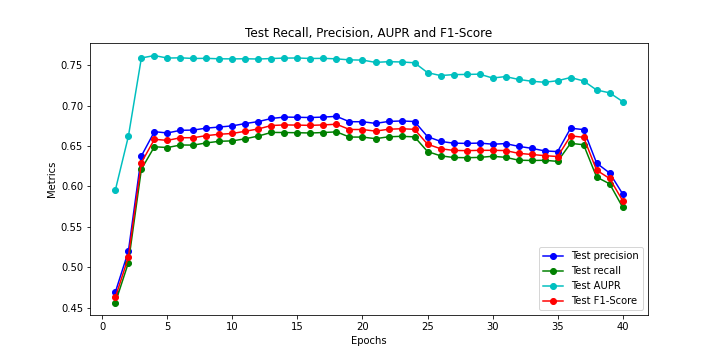 Test Recall, Precision, AUPR and F1-Score
Metrics
0.75
0.70
0.65
0.60
0.55
0.50
0.45
0 5 10 15 20 25 30 35 40
Epochs
Test precision
Test recall
Test AUPR
Test F1-Score